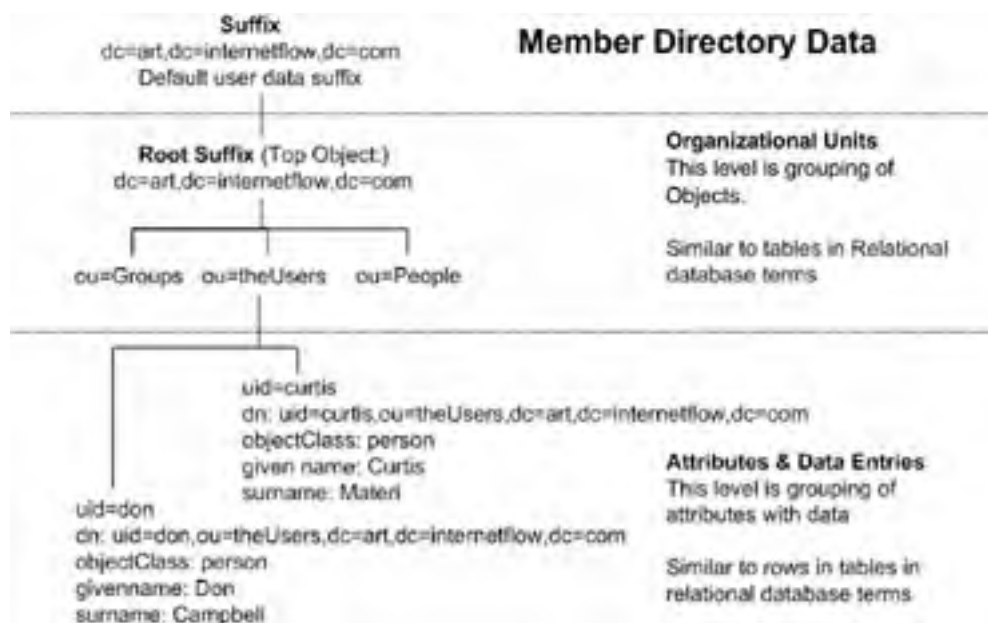 Suffix
dc=art,dc=internetflow,dc=com
Default user data suffix
Member Directory Data
Root Suffix (Top Object:)
dc=art,dc=internetflow,dc=com
Organizational Units
This level is grouping of
Objects.
Similar to tables in Relational
database terms
ou=Groups ou=theUsers ou=People
uid=curtis
dn: uid=curtis,ou=theUsers,dc=art,dc=internetflow,dc=com
objectClass: person
given name: Curtis
surname: Materi
uid=don
dn: uid=don,ou=theUsers,dc=art,dc=internetflow,dc=com
objectClass: person
givenname: Don
surname: Campbell
Attributes & Data Entries
This level is grouping of
attributes with data
Similar to rows in tables in
relational database terms